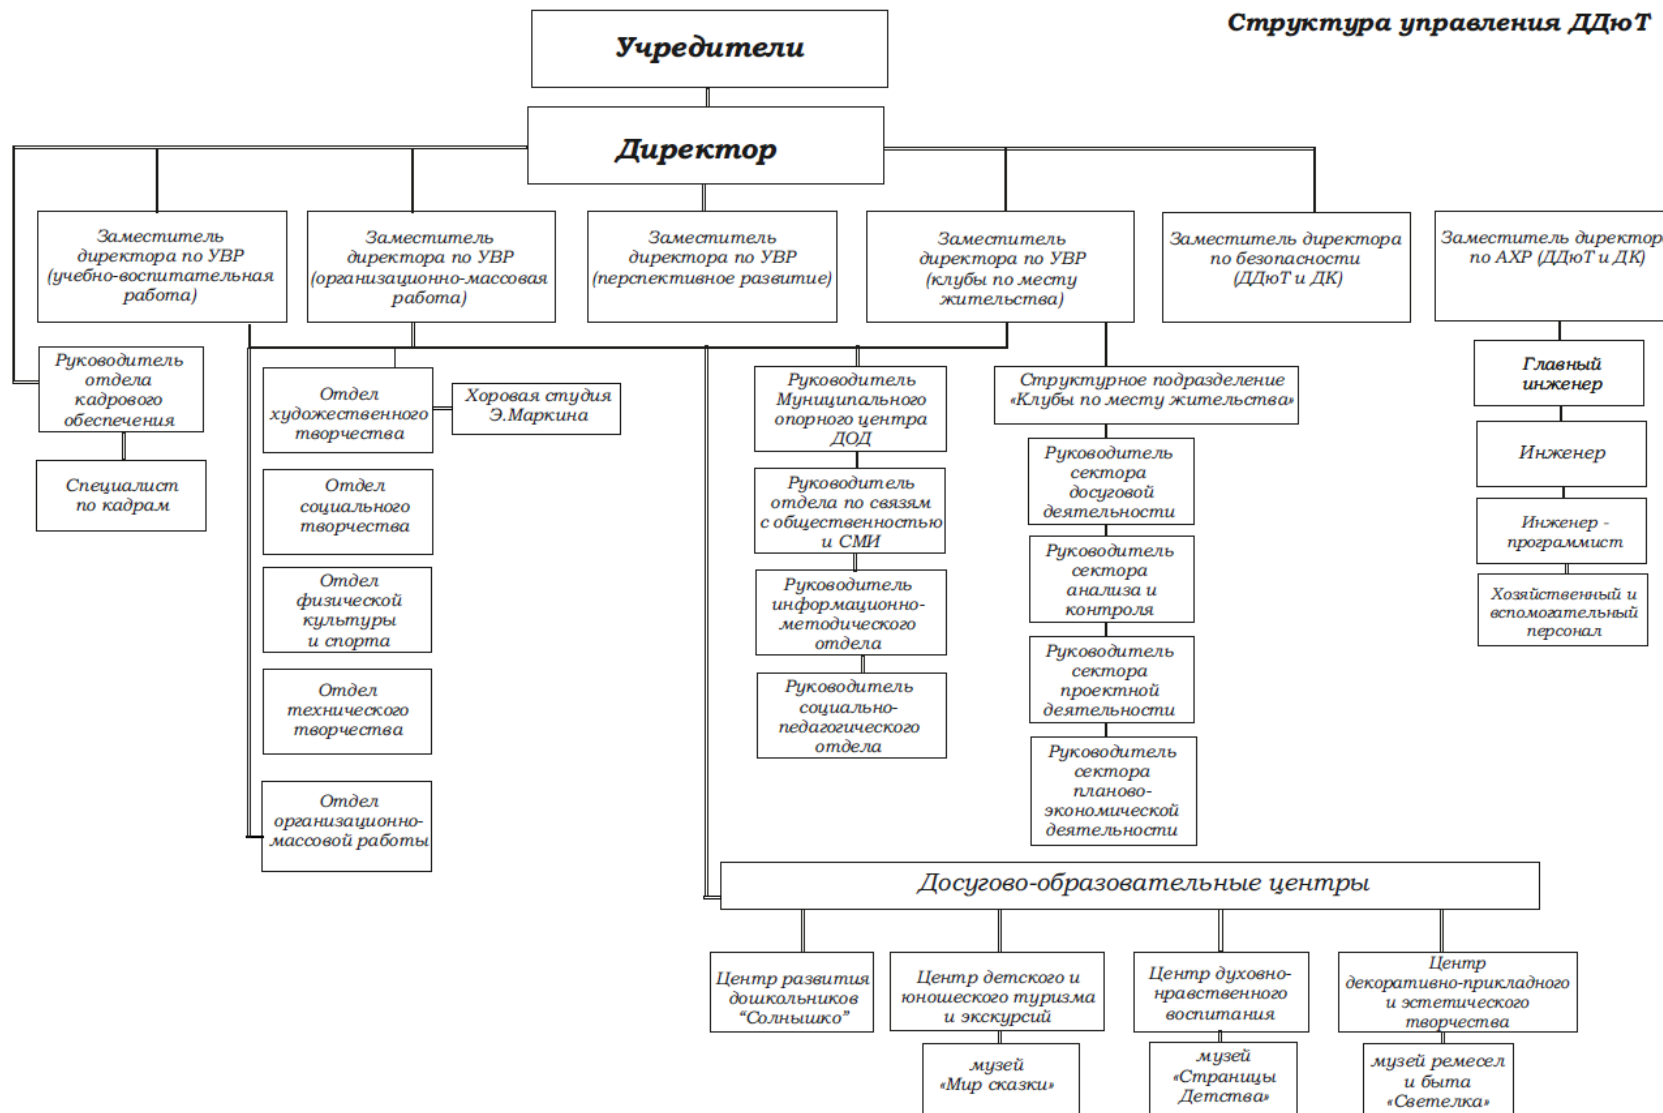 Структура управления ДДюТ
Учредители
Директор
Заместитель
директора по УВР
(учебно-воспитательная
работа)
Заместитель
директора по УВР
(организационно-массовая
работа)
Заместитель
директора по УВР
(перспективное развитие)
Заместитель
директора по УВР
(клубы по месту
жительства)
Заместитель директора
по безопасности
(ДДюТ и ДК)
Заместитель директор
по АХР (ДДюТ и ДК)
Руководитель
отдела
кадрового
обеспечения
Специалист
по кадрам
Отдел
художественного
творчества
Хоровая студия
Э.Маркина
Отдел
социального
творчества
Отдел
физической
культуры
и спорта
Отдел
технического
творчества
Отдел
организационно-
массовой работы
Руководитель
Муниципального
опорного центра
ДОД
Руководитель
отдела по связям
с общественностью
и СМИ
Руководитель
информационно-
методического
отдела
Руководитель
социально-
педагогического
отдела
Структурное подразделение
«Клубы по месту жительства»
Руководитель
сектора
досуговой
деятельности
Руководитель
сектора
анализа и
контроля
Руководитель
сектора
проектной
деятельности
Руководитель
сектора
планово-
экономической
деятельности
Главный
инженер
Инженер
Инженер -
программист
Хозяйственный и
вспомогательный
персонал
Досугово-образовательные центры
Центр развития
дошкольников
“Солнышко”
Центр детского и
юношеского туризма
и экскурсий
музей
«Мир сказки»
Центр духовно-
нравственного
воспитания
музей
«Страницы
Детства»
Центр
декоративно-прикладного
и эстетического
творчества
музей ремесел
и быта
«Светелка»